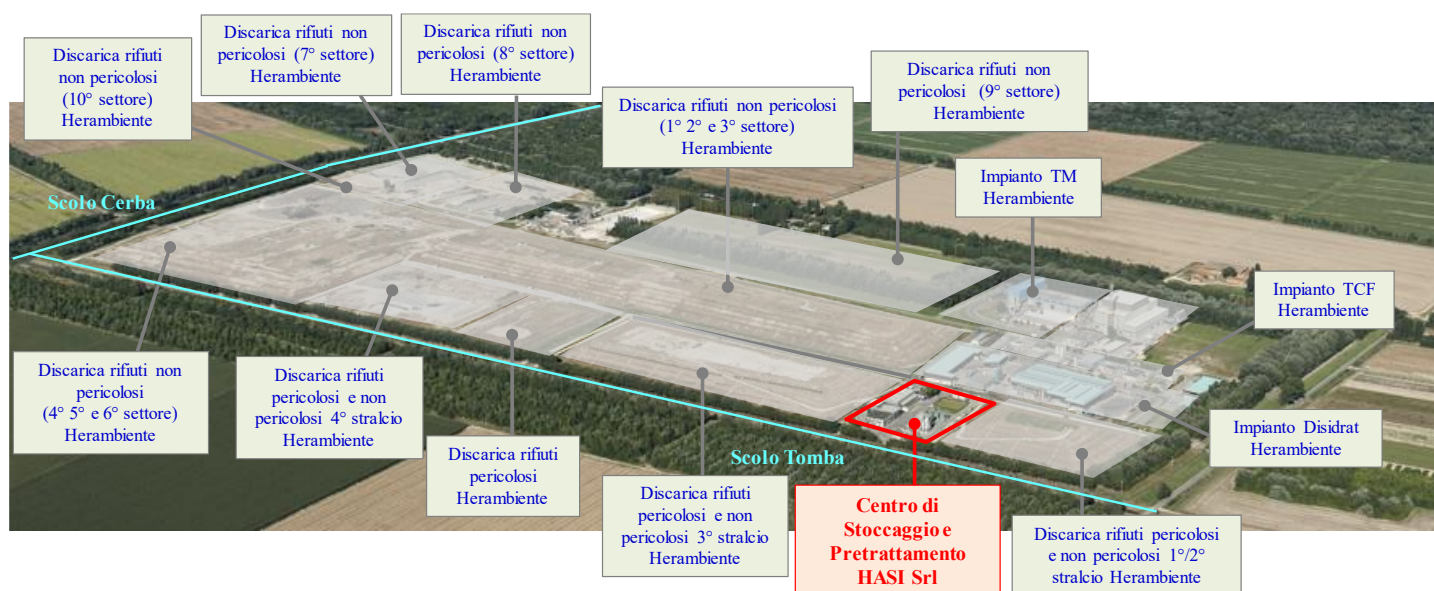 Discarica rifiuti
non pericolosi
(10° settore)
Herambiente
Discarica rifiuti non
pericolosi (7° settore)
Herambiente
Discarica rifiuti non
pericolosi (8° settore)
Herambiente
Discarica rifiuti non pericolosi
(1° 2° e 3° settore)
Herambiente
Discarica rifiuti non
pericolosi (9° settore)
Herambiente
Impianto TM
Herambiente
Scolo Cerba
Impianto TCF
Herambiente
Discarica rifiuti non
pericolosi
(4° 5° e 6° settore)
Herambiente
Discarica rifiuti
pericolosi e non
pericolosi 4° stralcio
Herambiente
Discarica rifiuti
pericolosi
Herambiente
Scolo Tomba
Discarica rifiuti
pericolosi e non
pericolosi 3° stralcio
Herambiente
Centro di
Stoccaggio e
Pretrattamento
HASI Srl
Impianto Disidrat
Herambiente
Discarica rifiuti pericolosi
e non pericolosi 1°/2°
stralcio Herambiente